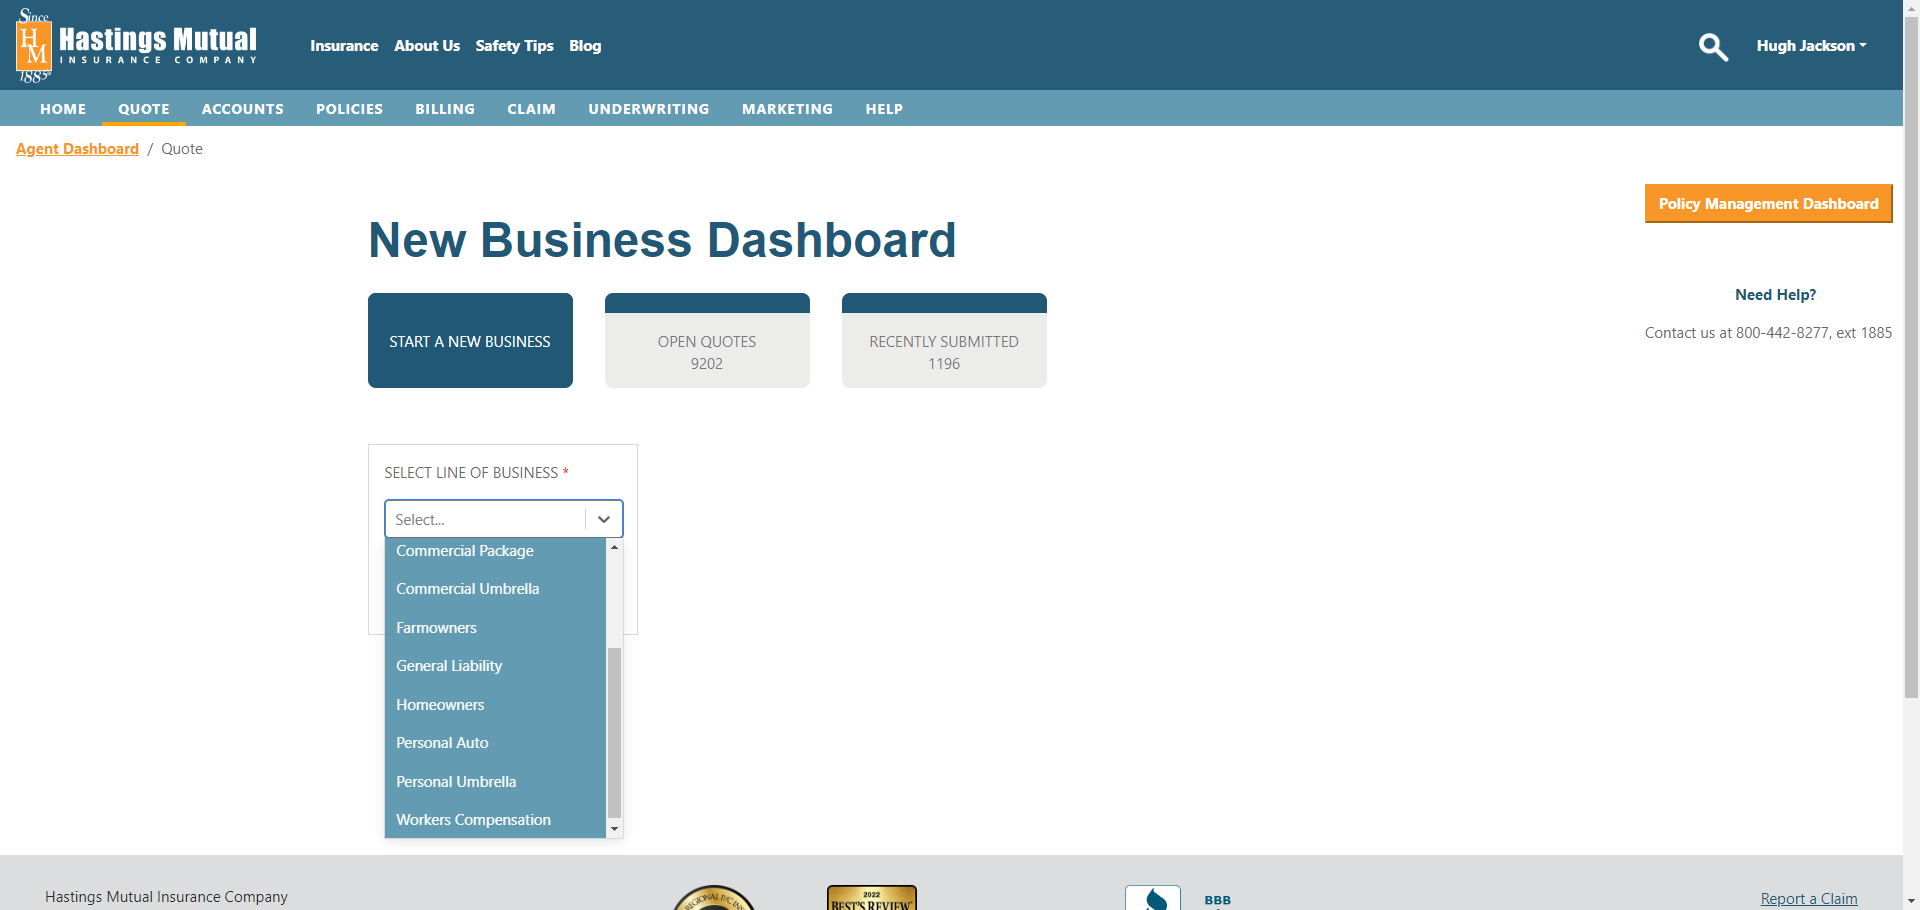 Since
HM
1885
Hastings Mutual
INSURANCE COMPANY
Insurance About Us Safety Tips Blog
Hugh Jackson
HOME QUOTE ACCOUNTS POLICIES BILLING CLAIM UNDERWRITING MARKETING HELP
Agent Dashboard / Quote
Policy Management Dashboard
New Business Dashboard
Need Help?
Contact us at 800-442-8277, ext 1885
START A NEW BUSINESS
OPEN QUOTES
9202
RECENTLY SUBMITTED
1196
SELECT LINE OF BUSINESS *
Select...
Commercial Package
Commercial Umbrella
Farmowners
General Liability
Homeowners
Personal Auto
Personal Umbrella
Workers Compensation
Hastings Mutual Insurance Company
REGIONAL P/C
2022
BEST'S REVIEW
BBB
Report a Claim